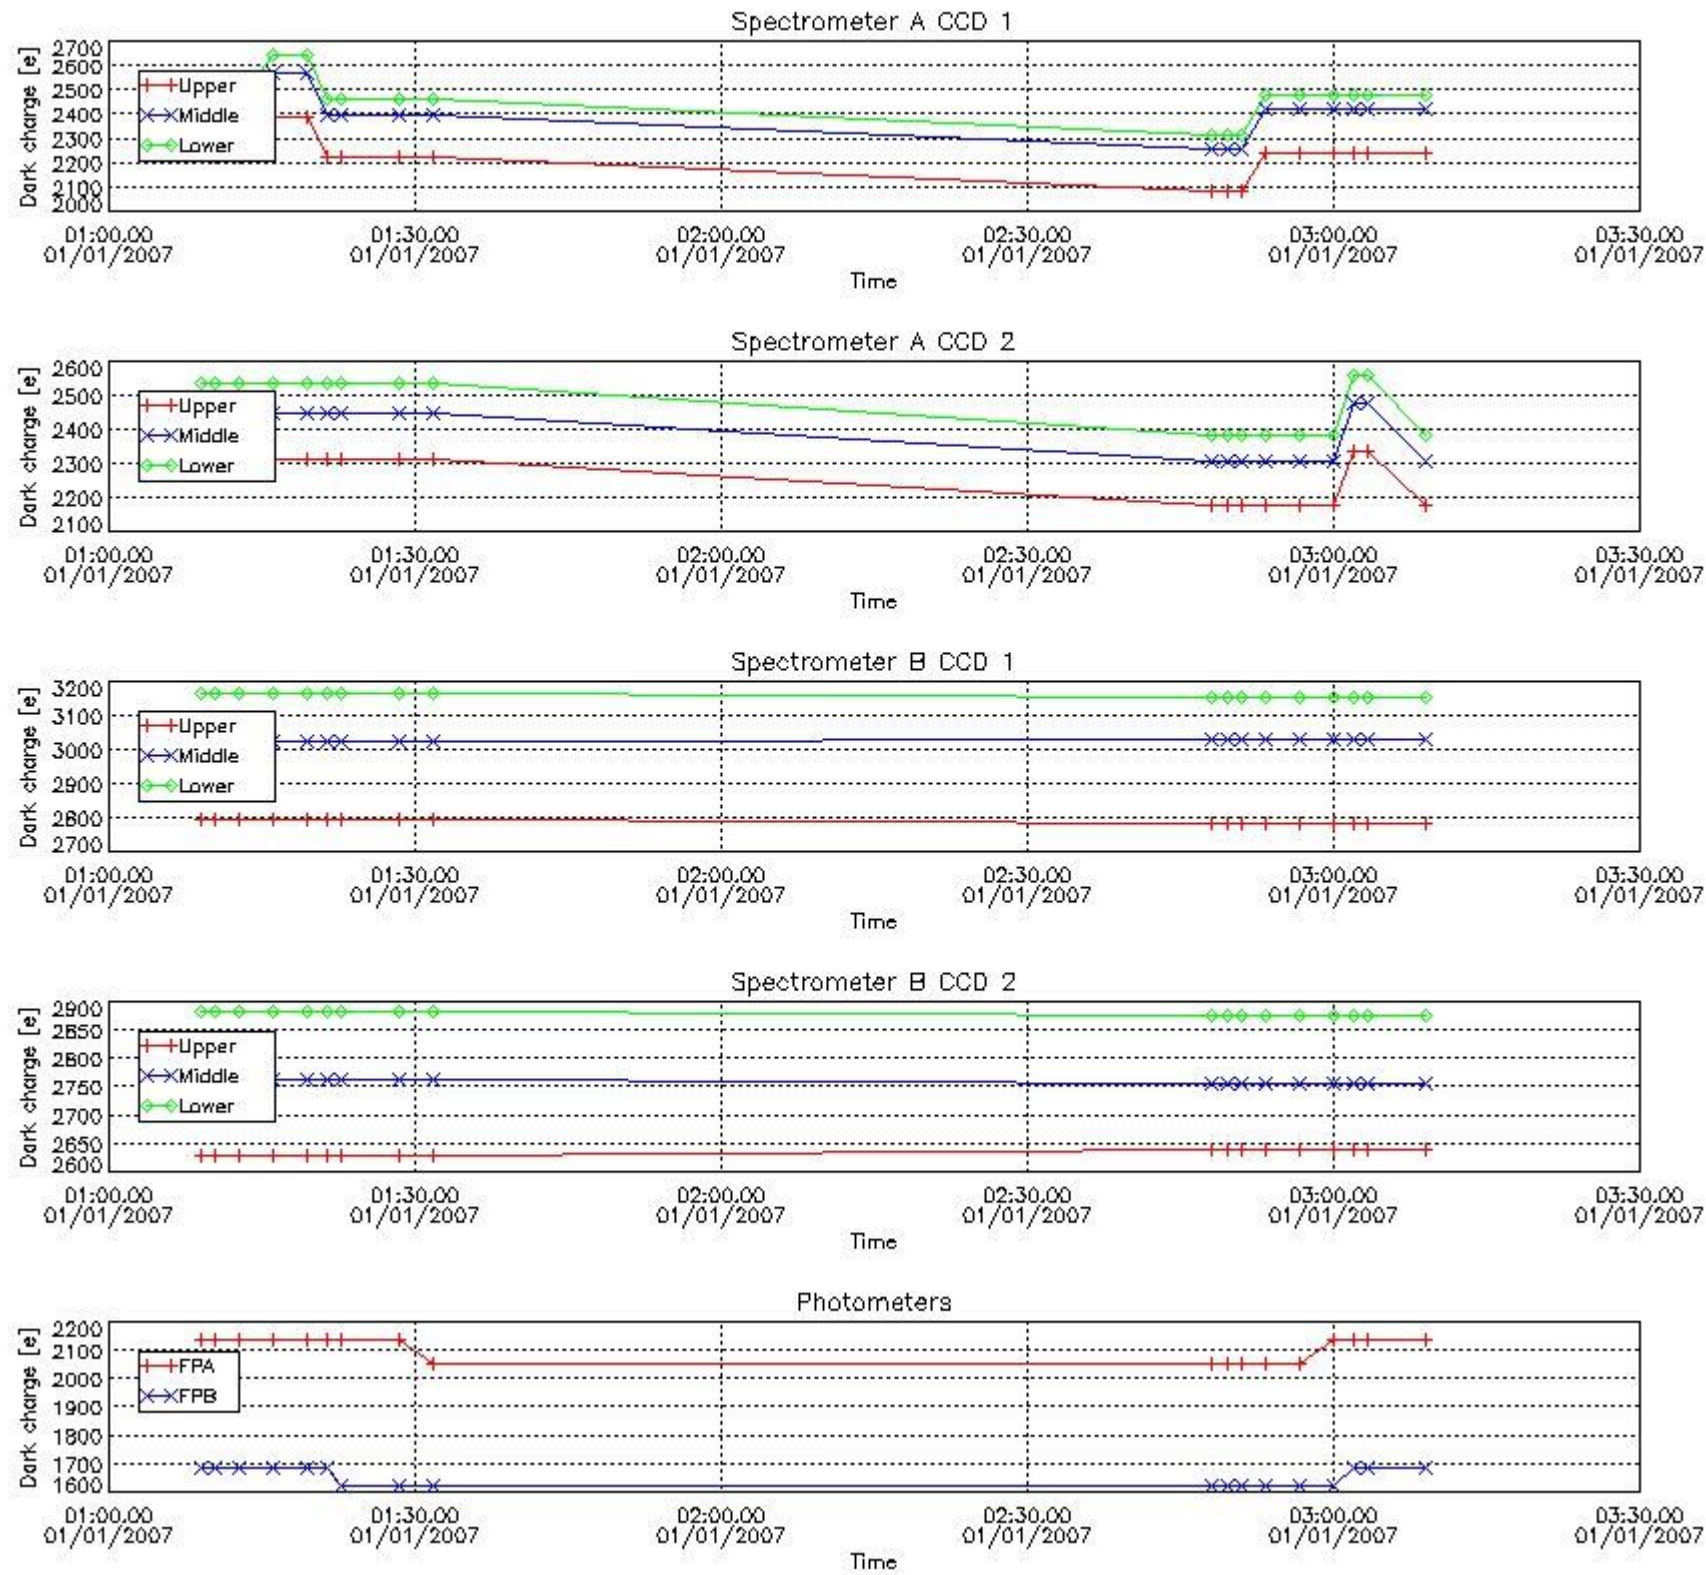 Spectrometer A CCD 1
Dark charge [e]
2700
2600
2500
2400
2300
2200
2100
2000
Upper
Middle
Lower
01:00.00 01:30.00 02:00.00 02:30.00 03:00.00 03:30.00
01/01/2007 01/01/2007 01/01/2007 01/01/2007 01/01/2007 01/01/2007
Time
Spectrometer A CCD 2
Dark charge [e]
2600
2500
2400
2300
2200
2100
Upper
Middle
Lower
01:00.00 01:30.00 02:00.00 02:30.00 03:00.00 03:30.00
01/01/2007 01/01/2007 01/01/2007 01/01/2007 01/01/2007 01/01/2007
Time
Spectrometer B CCD 1
Dark charge [e]
3200
3100
3000
2900
2800
2700
Upper
Middle
Lower
01:00.00 01:30.00 02:00.00 02:30.00 03:00.00 03:30.00
01/01/2007 01/01/2007 01/01/2007 01/01/2007 01/01/2007 01/01/2007
Time
Spectrometer B CCD 2
Dark charge [e]
2900
2850
2800
2750
2700
2650
2600
Upper
Middle
Lower
01:00.00 01:30.00 02:00.00 02:30.00 03:00.00 03:30.00
01/01/2007 01/01/2007 01/01/2007 01/01/2007 01/01/2007 01/01/2007
Time
Photometers
Dark charge [e]
2200
2100
2000
1900
1800
1700
1600
FPA
FPB
01:00.00 01:30.00 02:00.00 02:30.00 03:00.00 03:30.00
01/01/2007 01/01/2007 01/01/2007 01/01/2007 01/01/2007 01/01/2007
Time